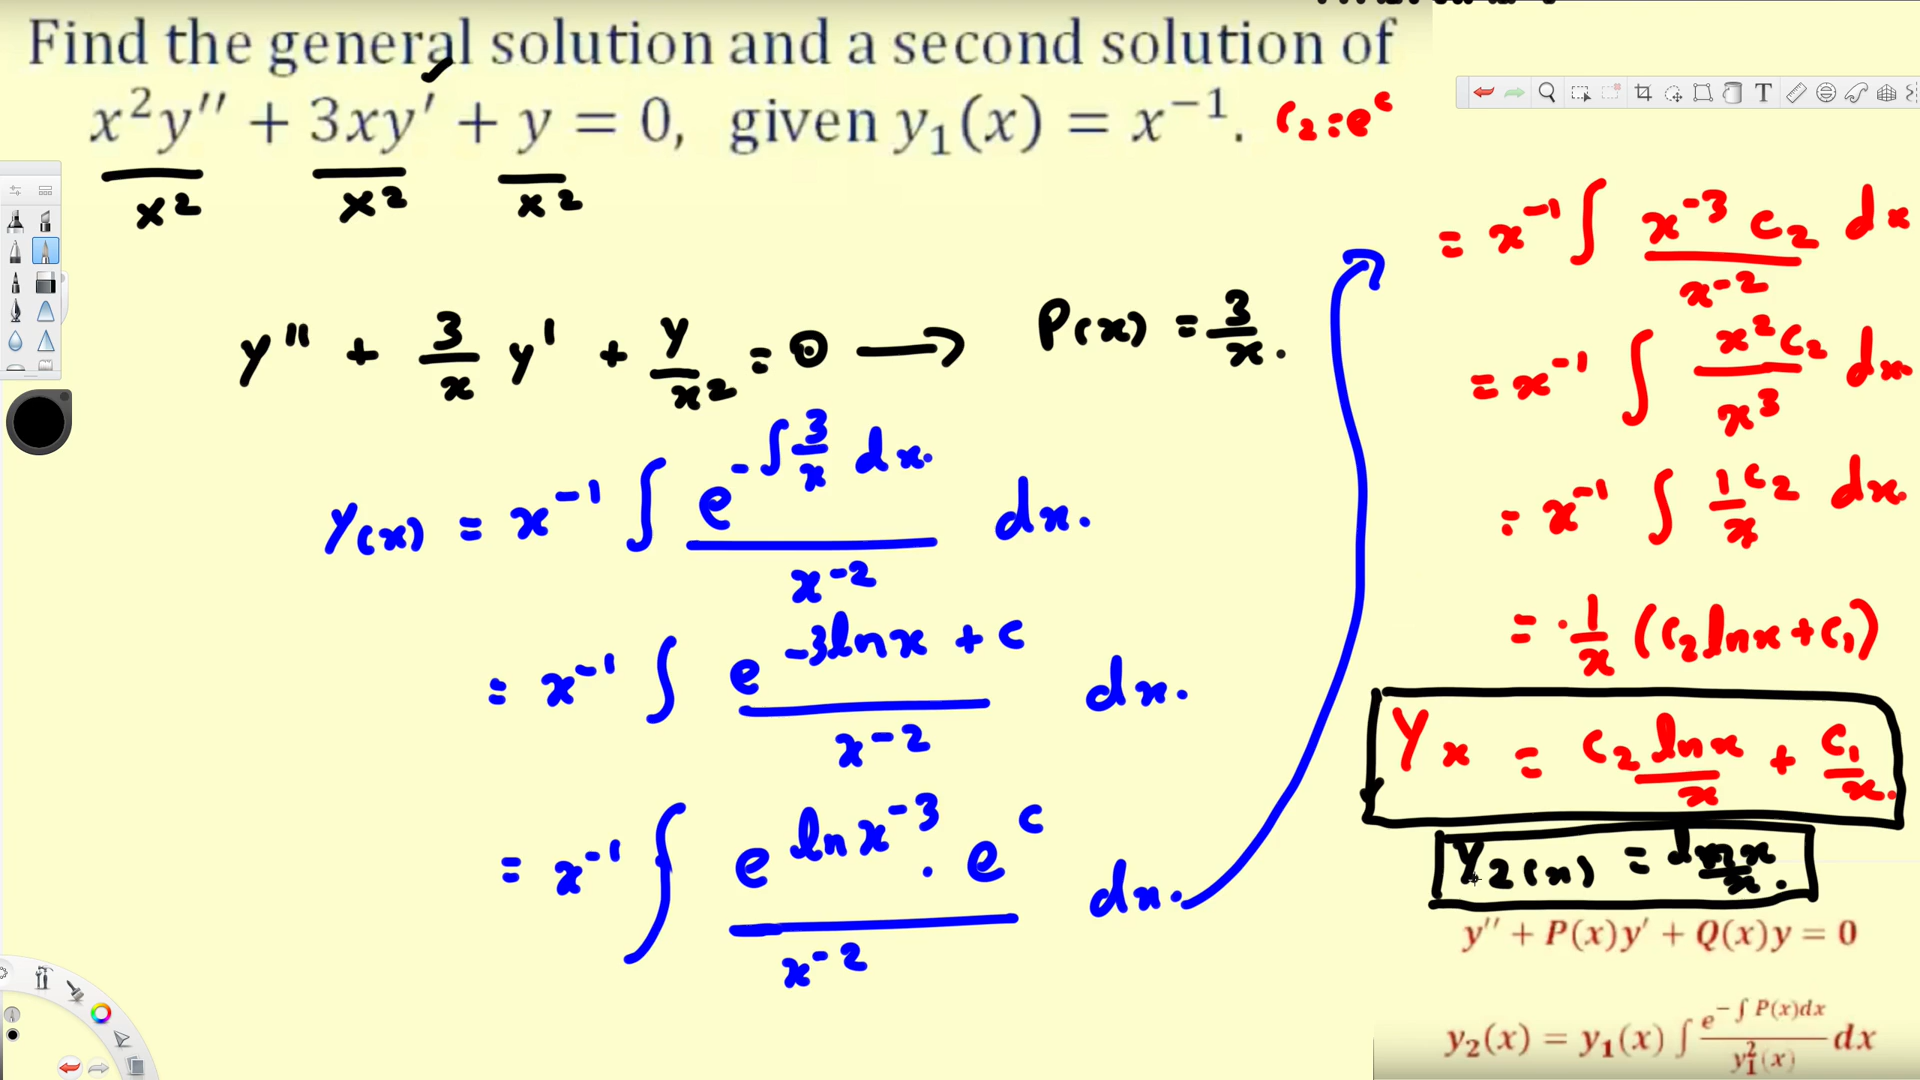 Find the general solution and a second solution of
x²y′′ + 3xy′ + y = 0, given y₁(x) = x⁻¹.
c₂ = e^c
x² x² x²
y'' + 3/x y' + y/x² = 0 → P(x) = 3/x.
y(x) = x⁻¹ ∫ e^(-∫ 3/x dx.) / x⁻² dx.
= x⁻¹ ∫ e^(-3lnx + c) / x⁻² dx.
= x⁻¹ ∫ e^(ln x⁻³) . e^c / x⁻² dx.
= x⁻¹ ∫ x⁻³ c₂ / x⁻² dx
= x⁻¹ ∫ x² c₂ / x³ dx.
= x⁻¹ ∫ 1/x c₂ dx.
= 1/x (c₂ lnx + c₁)
Yx = c₂ lnx/x + c₁/x.
Y₂(x) = lnx/x.
y′′ + P(x)y′ + Q(x)y = 0
y₂(x) = y₁(x) ∫ e^(−∫ P(x)dx) / y₁²(x) dx